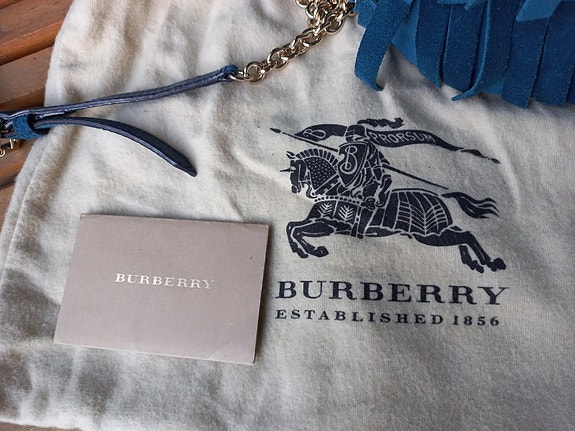 PRORSUM
B
BURBERRY
ESTABLISHED 1856
BURBERRY